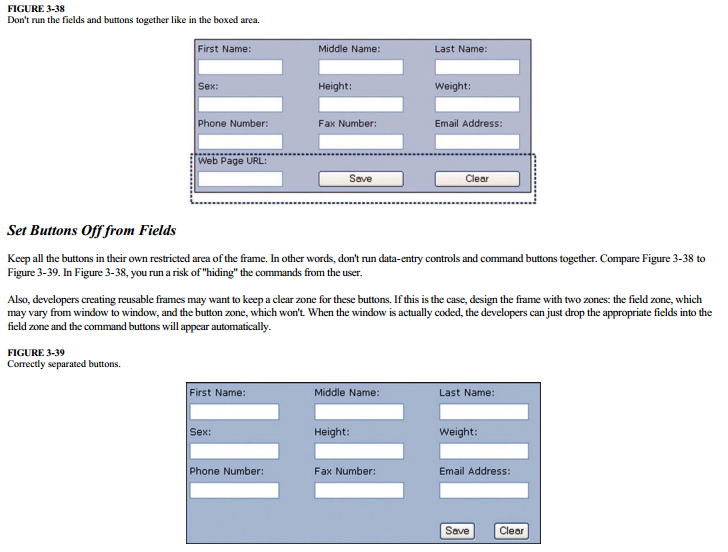 FIGURE 3-38
Don't run the fields and buttons together like in the boxed area.
First Name: Middle Name: Last Name:
Sex: Height: Weight:
Phone Number: Fax Number: Email Address:
Web Page URL:
Save Clear
Set Buttons Off from Fields
Keep all the buttons in their own restricted area of the frame. In other words, don't run data-entry controls and command buttons together. Compare Figure 3-38 to
Figure 3-39. In Figure 3-38, you run a risk of "hiding" the commands from the user.
Also, developers creating reusable frames may want to keep a clear zone for these buttons. If this is the case, design the frame with two zones: the field zone, which
may vary from window to window, and the button zone, which won't. When the window is actually coded, the developers can just drop the appropriate fields into the
field zone and the command buttons will appear automatically.
FIGURE 3-39
Correctly separated buttons.
First Name: Middle Name: Last Name:
Sex: Height: Weight:
Phone Number: Fax Number: Email Address:
Save Clear